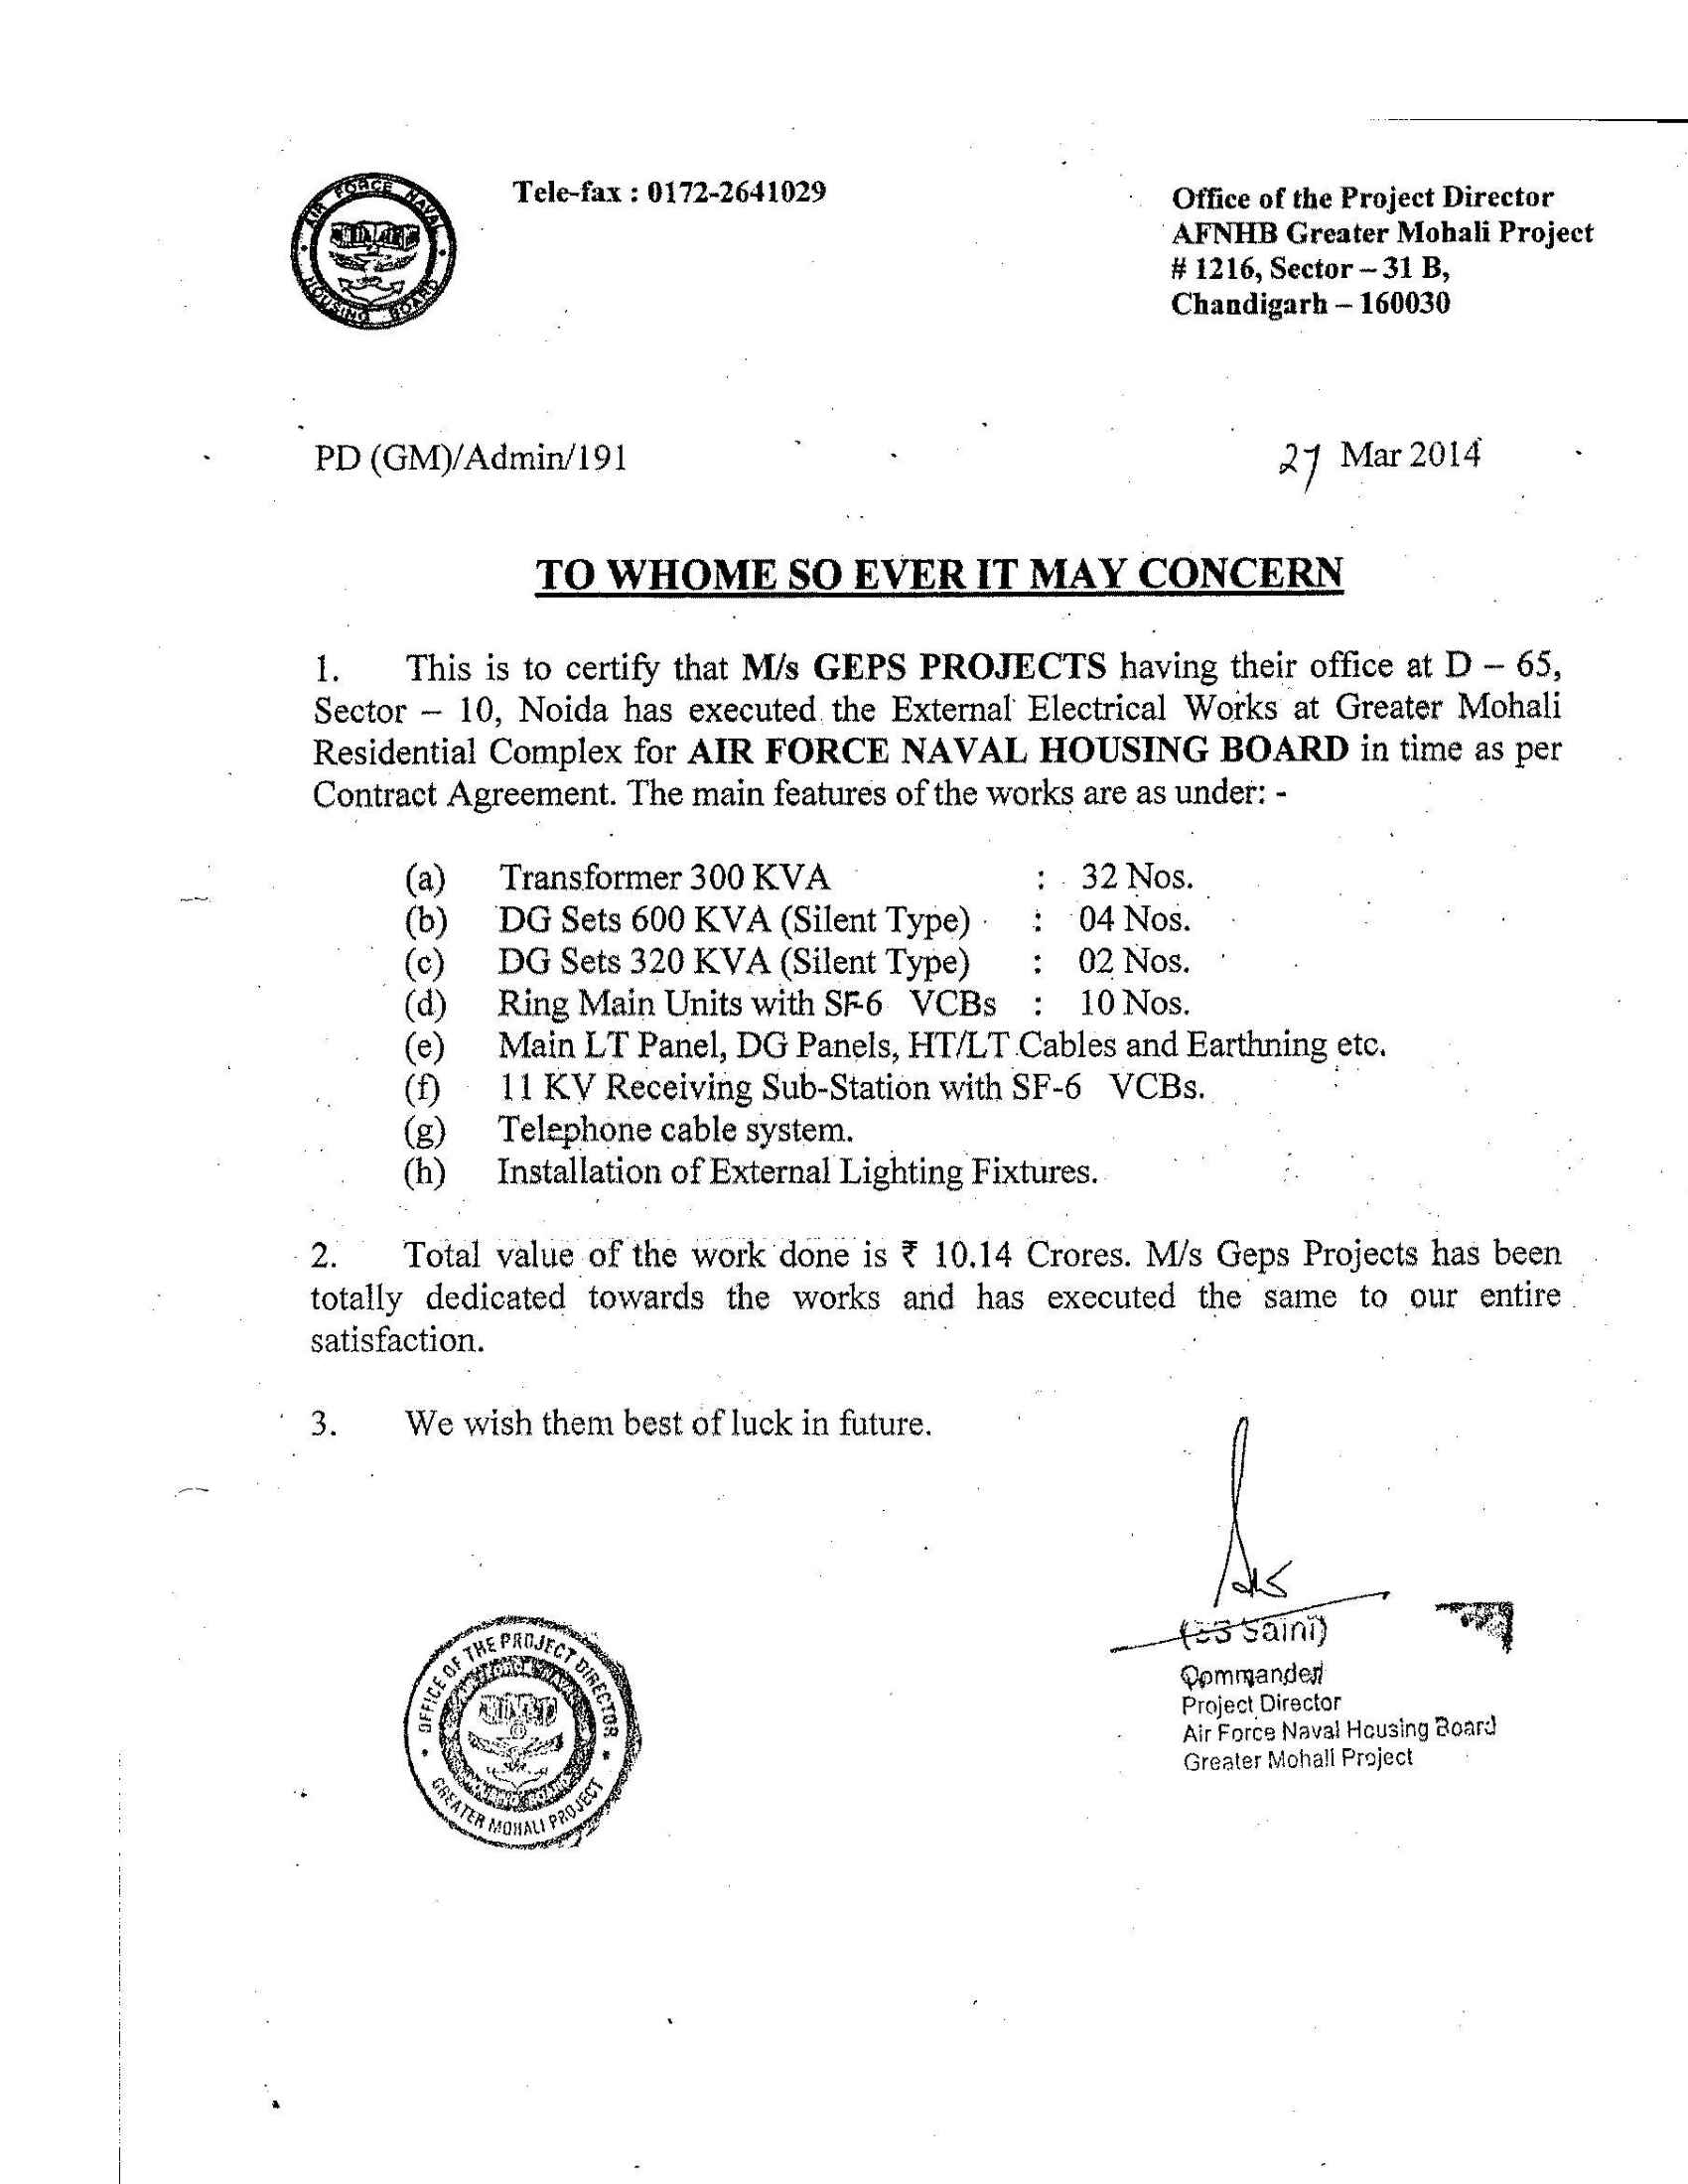 AIR FORCE NAVAL HOUSING BOARD
Tele-fax : 0172-2641029
Office of the Project Director
AFNHB Greater Mohali Project
# 1216, Sector – 31 B,
Chandigarh – 160030
PD (GM)/Admin/191
27 Mar 2014
TO WHOME SO EVER IT MAY CONCERN
1. This is to certify that M/s GEPS PROJECTS having their office at D – 65,
Sector – 10, Noida has executed the External Electrical Works at Greater Mohali
Residential Complex for AIR FORCE NAVAL HOUSING BOARD in time as per
Contract Agreement. The main features of the works are as under: -
(a) Transformer 300 KVA : 32 Nos.
(b) DG Sets 600 KVA (Silent Type) : 04 Nos.
(c) DG Sets 320 KVA (Silent Type) : 02 Nos.
(d) Ring Main Units with SF-6 VCBs : 10 Nos.
(e) Main LT Panel, DG Panels, HT/LT Cables and Earthning etc.
(f) 11 KV Receiving Sub-Station with SF-6 VCBs.
(g) Telephone cable system.
(h) Installation of External Lighting Fixtures.
2. Total value of the work done is ₹ 10.14 Crores. M/s Geps Projects has been
totally dedicated towards the works and has executed the same to our entire
satisfaction.
3. We wish them best of luck in future.
OFFICE OF THE PROJECT DIRECTOR
GREATER MOHALI PROJECT
Saini)
Commander
Project Director
Air Force Naval Housing Board
Greater Mohali Project